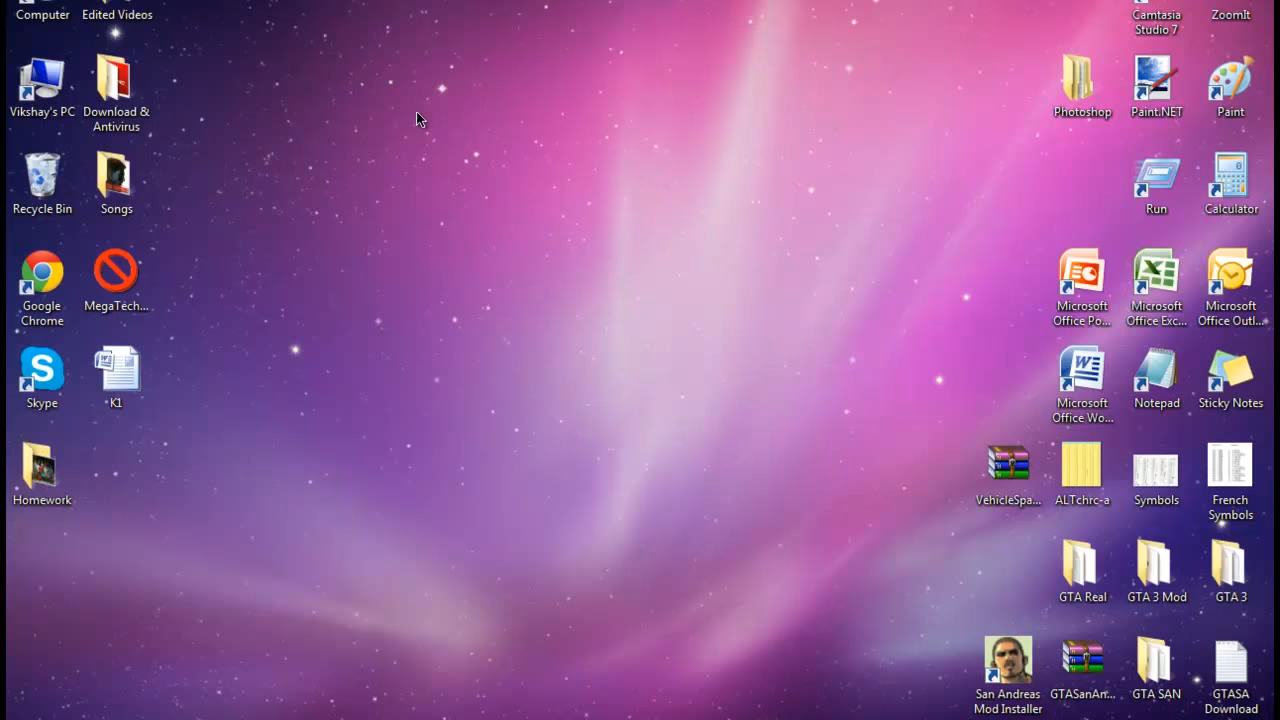 Computer
Edited Videos
Camtasia
Studio 7
ZoomIt
Vikshay's PC
Download &
Antivirus
Photoshop
Paint.NET
Paint
Recycle Bin
Songs
Run
Calculator
Google
Chrome
MegaTech...
Microsoft
Office Po...
Microsoft
Office Exc...
Microsoft
Office Outl...
Skype
K1
Microsoft
Office Wo...
Notepad
Sticky Notes
Homework
VehicleSpa...
ALTchrc-a
Symbols
French
Symbols
GTA Real
GTA 3 Mod
GTA 3
San Andreas
Mod Installer
GTASanAn...
GTA SAN
GTASA
Download